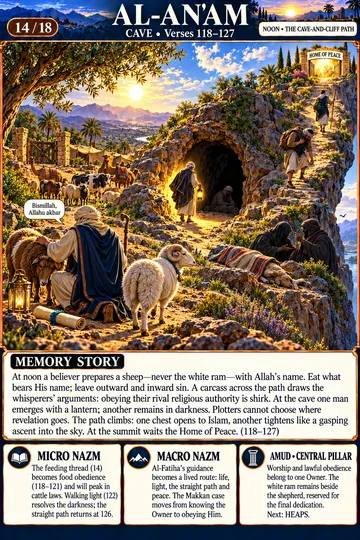 AL-AN'AM
14/18
CAVE • Verses 118–127
NOON • THE CAVE-AND-CLIFF PATH
HOME OF PEACE
Bismillah,
Allahu akbar
MEMORY STORY
At noon a believer prepares a sheep—never the white ram—with Allah's name. Eat what
bears His name; leave outward and inward sin. A carcass across the path draws the
whisperers' arguments: obeying their rival religious authority is shirk. At the cave one man
emerges with a lantern; another remains in darkness. Plotters cannot choose where
revelation goes. The path climbs: one chest opens to Islam, another tightens like a gasping
ascent into the sky. At the summit waits the Home of Peace. (118–127)
MICRO NAZM
The feeding thread (14)
becomes food obedience
(118–121) and will peak in
cattle laws. Walking light (122)
resolves the darkness; the
straight path returns at 126.
MACRO NAZM
Al-Fatiha's guidance
becomes a lived route: life,
light, the straight path and
peace. The Makkan case
moves from knowing the
Owner to obeying Him.
AMUD • CENTRAL PILLAR
Worship and lawful obedience
belong to one Owner. The
white ram remains beside
the shepherd, reserved for
the final dedication.
Next: HEAPS.